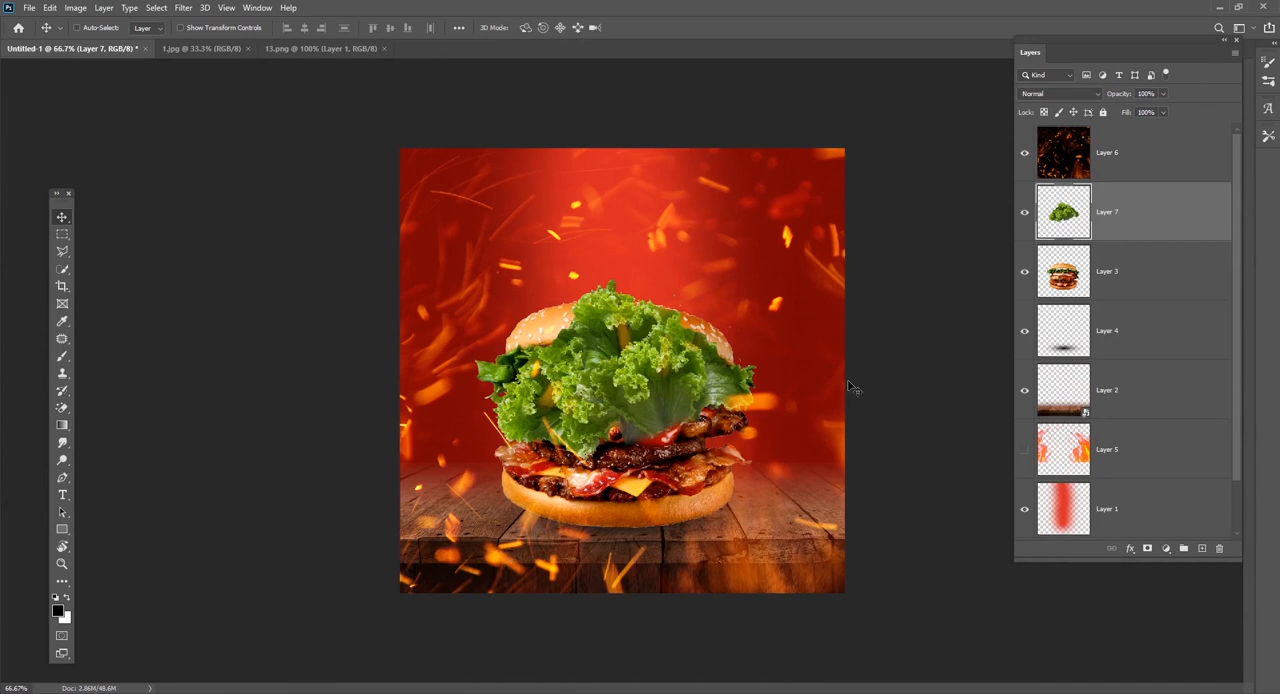 Ps File Edit Image Layer Type Select Filter 3D View Window Help
Auto-Select: Layer Show Transform Controls 3D Mode:
Untitled-1 @ 66.7% (Layer 7, RGB/8) * × 1.jpg @ 33.3% (RGB/8) × 13.png @ 100% (Layer 1, RGB/8) ×
Layers
Kind
Normal Opacity: 100%
Lock: Fill: 100%
Layer 6
Layer 7
Layer 3
Layer 4
Layer 2
Layer 5
Layer 1
fx
66.67% Doc: 2.86M/48.6M